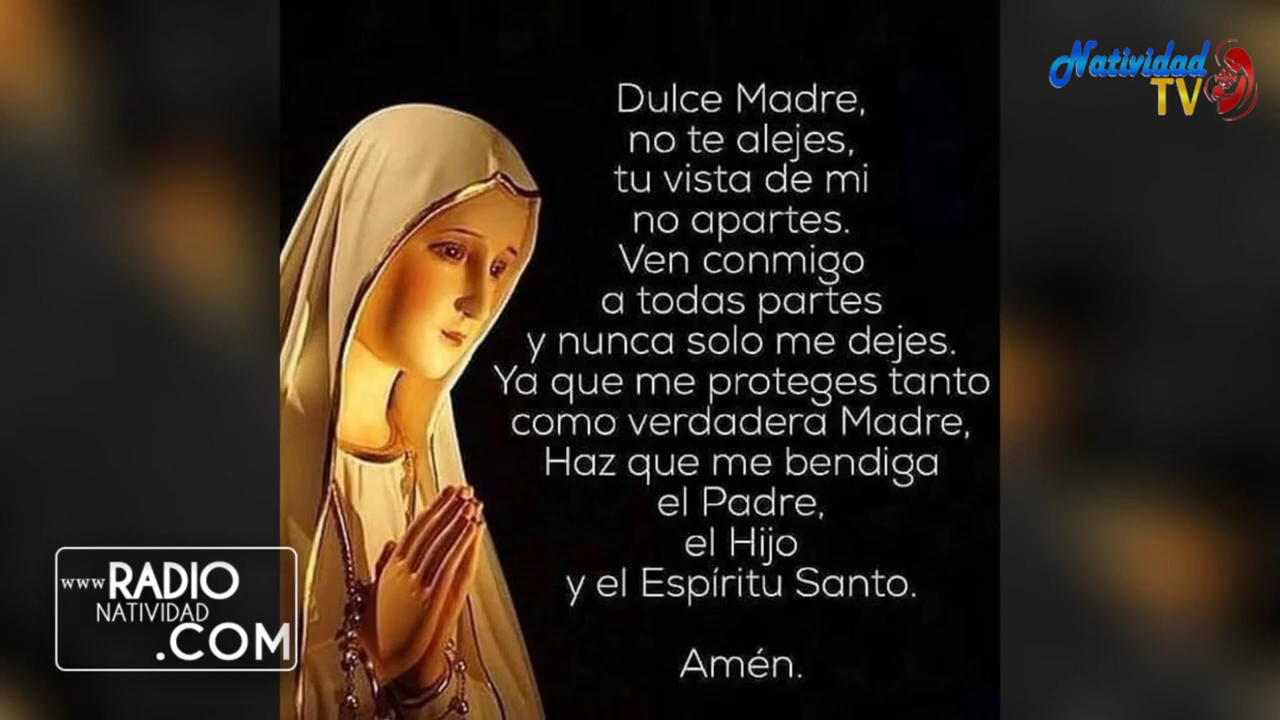 Natividad
TV
Dulce Madre,
no te alejes,
tu vista de mi
no apartes.
Ven conmigo
a todas partes
y nunca solo me dejes.
Ya que me proteges tanto
como verdadera Madre,
Haz que me bendiga
el Padre,
el Hijo
y el Espíritu Santo.
Amén.
www RADIO
NATIVIDAD
.COM